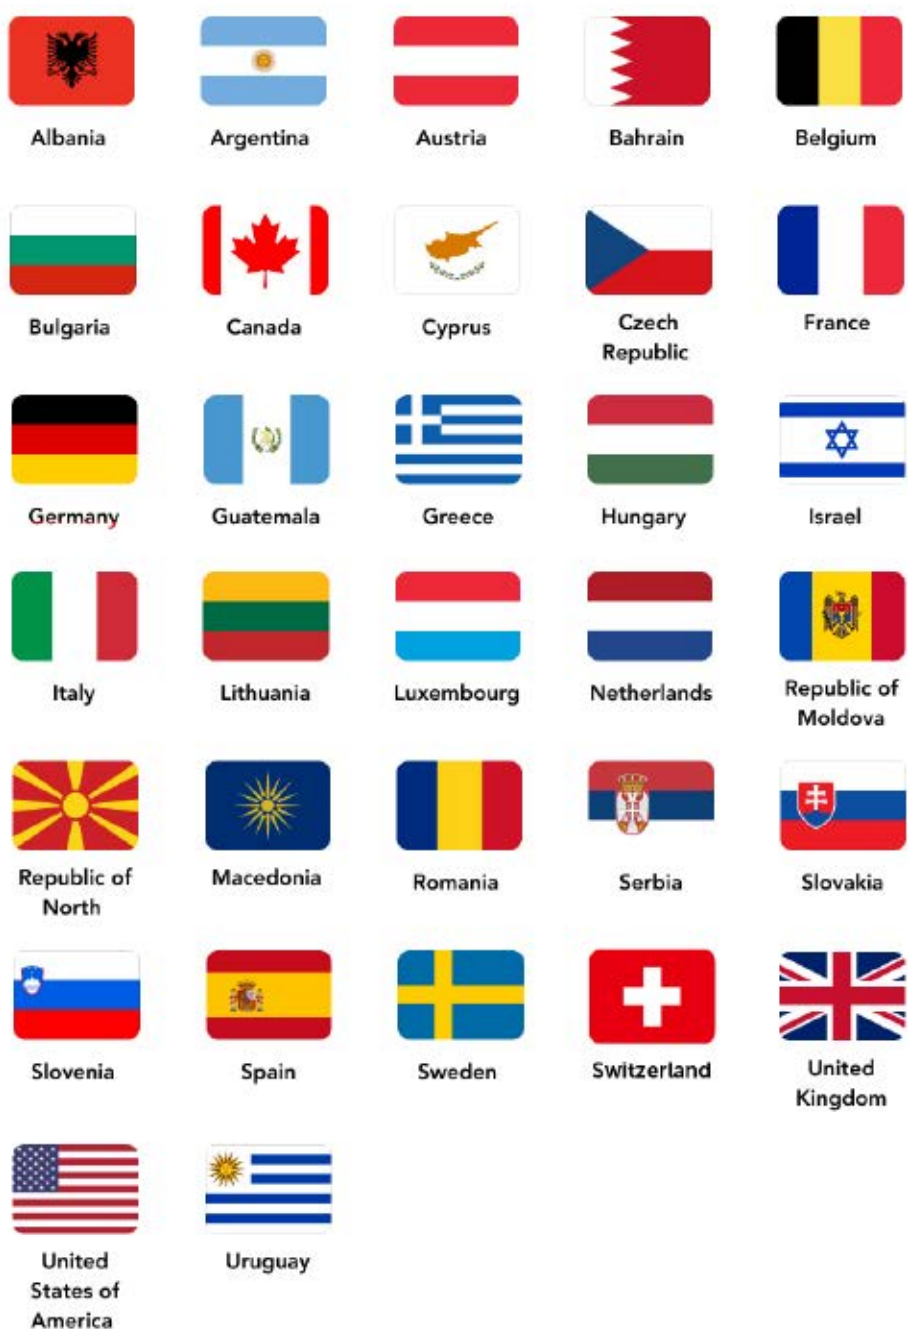 Albania
Argentina
Austria
Bahrain
Belgium
Bulgaria
Canada
Cyprus
Czech
Republic
France
Germany
Guatemala
Greece
Hungary
Israel
Italy
Lithuania
Luxembourg
Netherlands
Republic of
Moldova
Republic of
North
Macedonia
Romania
Serbia
Slovakia
Slovenia
Spain
Sweden
Switzerland
United
Kingdom
United
States of
America
Uruguay